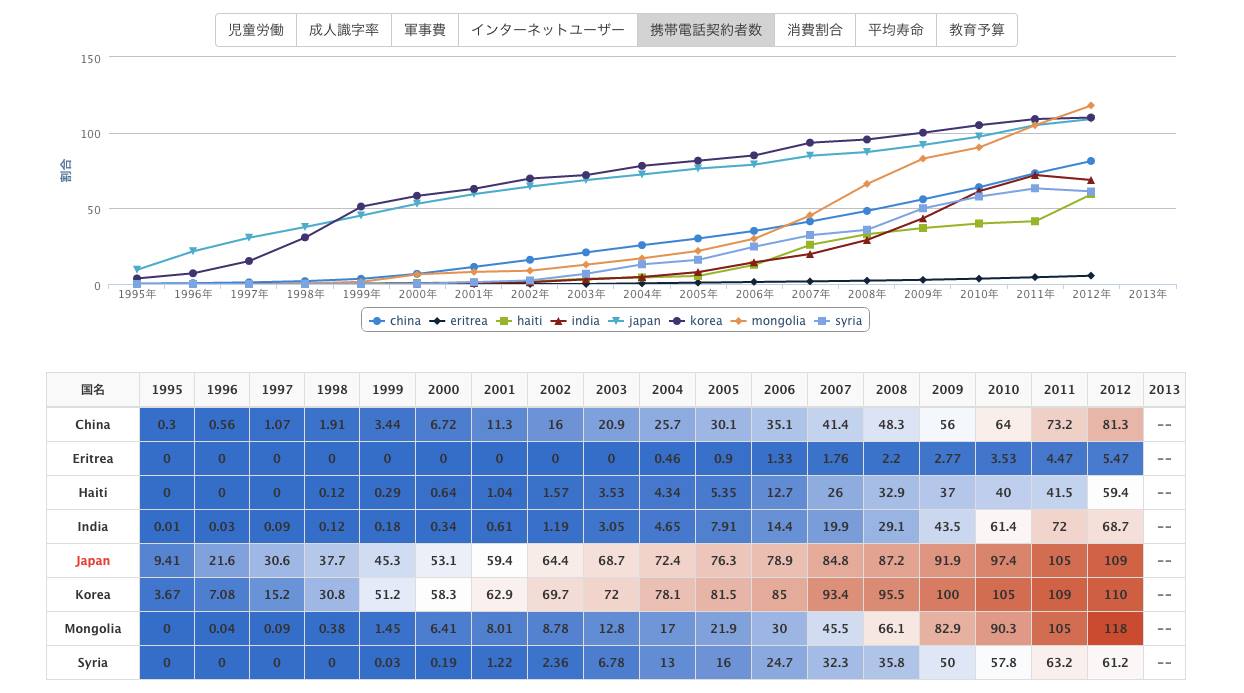 児童労働 成人識字率 軍事費 インターネットユーザー 携帯電話契約者数 消費割合 平均寿命 教育予算
150
100
割合
50
0
1995年 1996年 1997年 1998年 1999年 2000年 2001年 2002年 2003年 2004年 2005年 2006年 2007年 2008年 2009年 2010年 2011年 2012年 2013年
china eritrea haiti india japan korea mongolia syria
国名 1995 1996 1997 1998 1999 2000 2001 2002 2003 2004 2005 2006 2007 2008 2009 2010 2011 2012 2013
China 0.3 0.56 1.07 1.91 3.44 6.72 11.3 16 20.9 25.7 30.1 35.1 41.4 48.3 56 64 73.2 81.3 --
Eritrea 0 0 0 0 0 0 0 0 0 0.46 0.9 1.33 1.76 2.2 2.77 3.53 4.47 5.47 --
Haiti 0 0 0 0.12 0.29 0.64 1.04 1.57 3.53 4.34 5.35 12.7 26 32.9 37 40 41.5 59.4 --
India 0.01 0.03 0.09 0.12 0.18 0.34 0.61 1.19 3.05 4.65 7.91 14.4 19.9 29.1 43.5 61.4 72 68.7 --
Japan 9.41 21.6 30.6 37.7 45.3 53.1 59.4 64.4 68.7 72.4 76.3 78.9 84.8 87.2 91.9 97.4 105 109 --
Korea 3.67 7.08 15.2 30.8 51.2 58.3 62.9 69.7 72 78.1 81.5 85 93.4 95.5 100 105 109 110 --
Mongolia 0 0.04 0.09 0.38 1.45 6.41 8.01 8.78 12.8 17 21.9 30 45.5 66.1 82.9 90.3 105 118 --
Syria 0 0 0 0 0.03 0.19 1.22 2.36 6.78 13 16 24.7 32.3 35.8 50 57.8 63.2 61.2 --